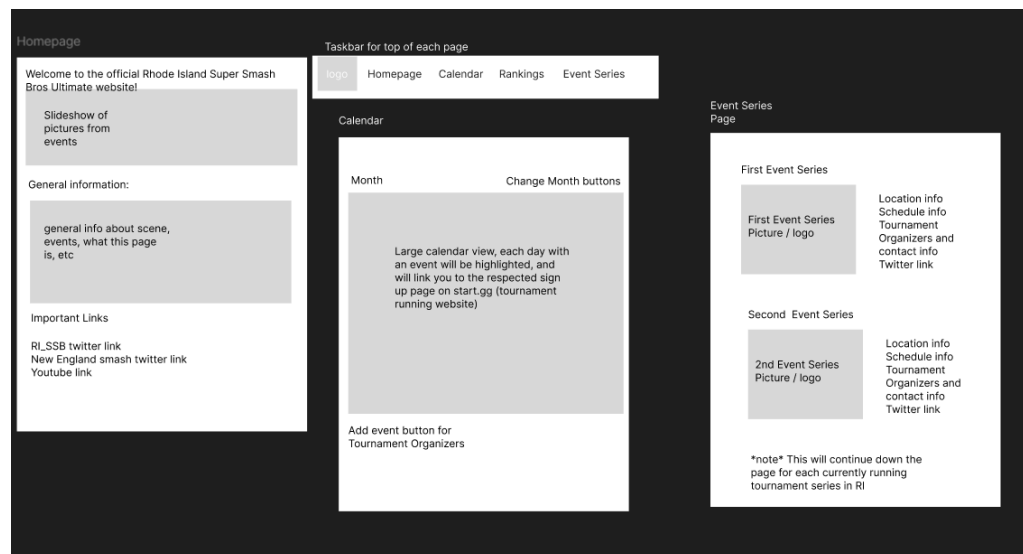 Homepage
Welcome to the official Rhode Island Super Smash
Bros Ultimate website!
Slideshow of
pictures from
events
General information:
general info about scene,
events, what this page
is, etc
Important Links
RI_SSB twitter link
New England smash twitter link
Youtube link
Taskbar for top of each page
logo Homepage Calendar Rankings Event Series
Calendar
Month Change Month buttons
Large calendar view, each day with
an event will be highlighted, and
will link you to the respected sign
up page on start.gg (tournament
running website)
Add event button for
Tournament Organizers
Event Series
Page
First Event Series
First Event Series
Picture / logo
Location info
Schedule info
Tournament
Organizers and
contact info
Twitter link
Second Event Series
2nd Event Series
Picture / logo
Location info
Schedule info
Tournament
Organizers and
contact info
Twitter link
*note* This will continue down the
page for each currently running
tournament series in RI